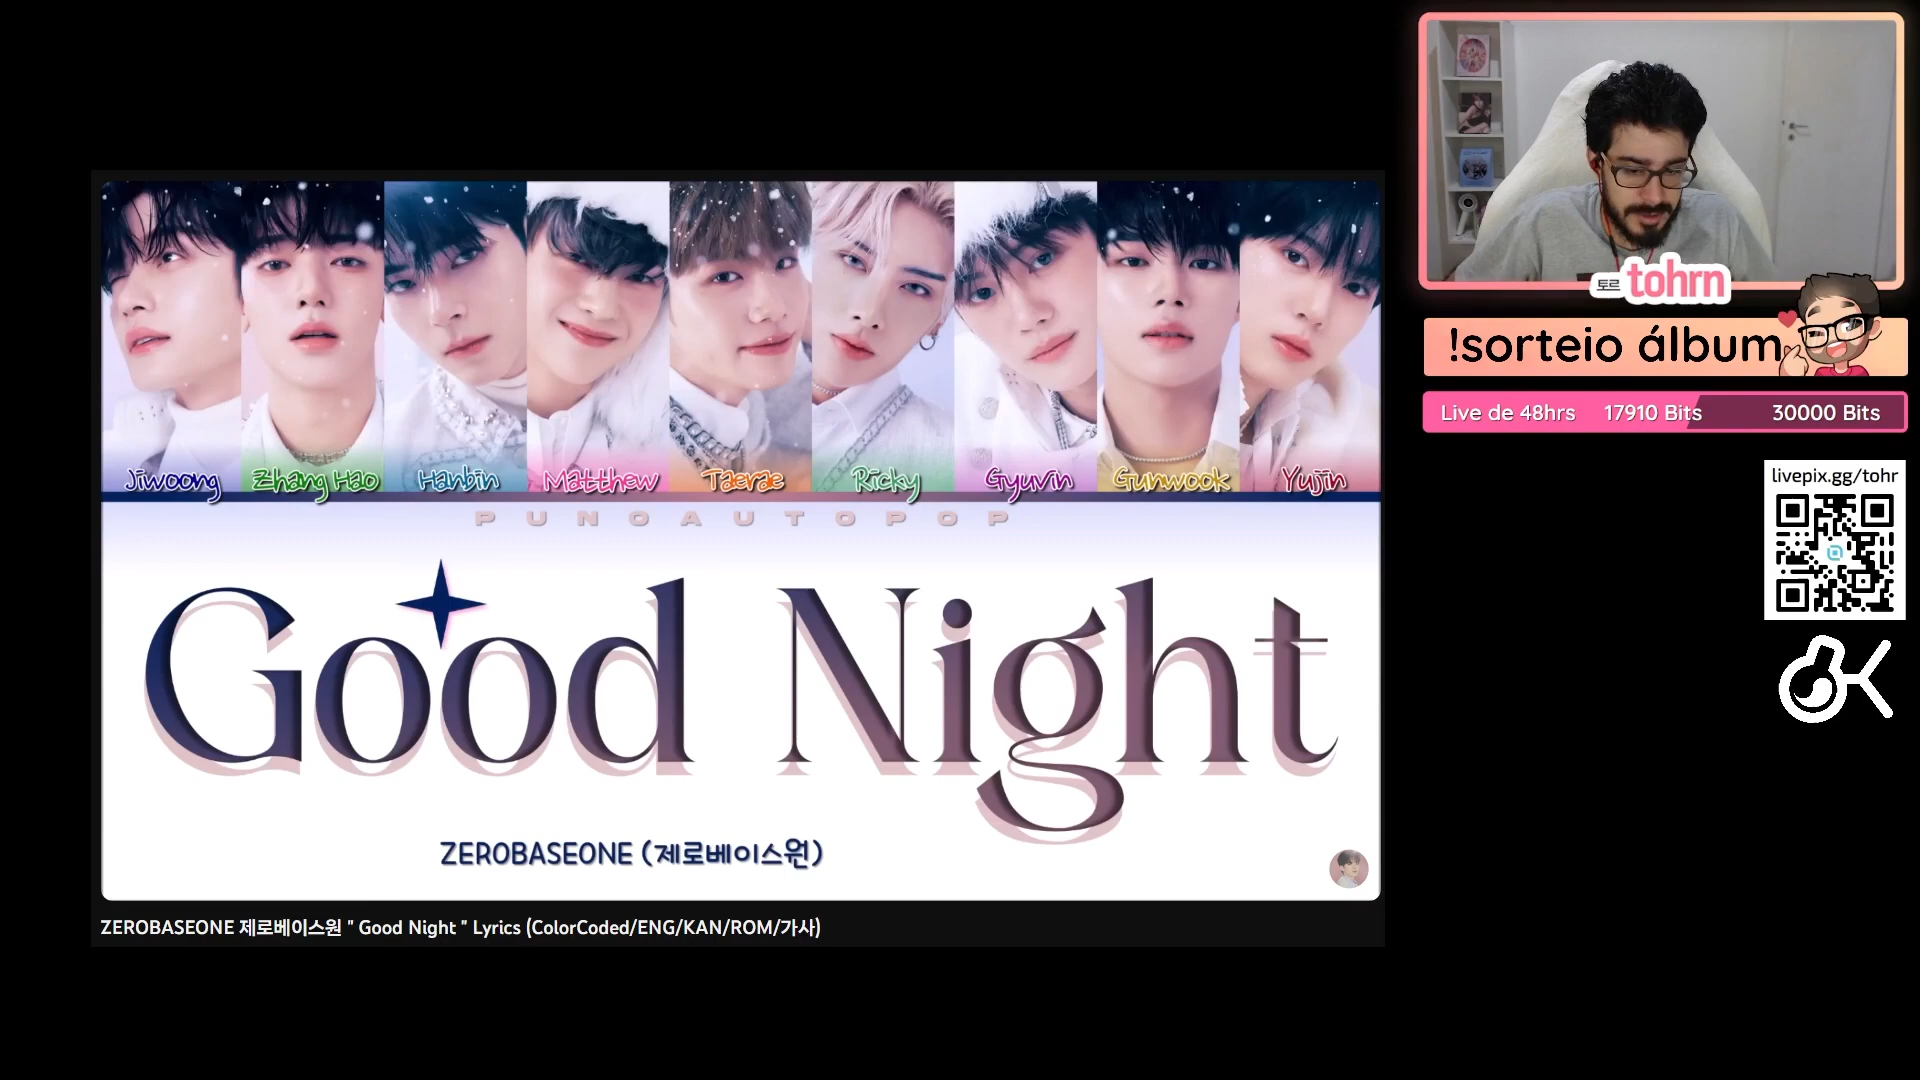 Jiwoong Zhang Hao Hanbin Matthew Taerae Ricky Gyuvin Gunwook Yujin
PUNOAUTOPOP
Good Night
ZEROBASEONE (제로베이스원)
ZEROBASEONE 제로베이스원 " Good Night " Lyrics (ColorCoded/ENG/KAN/ROM/가사)
토르 tohrn
!sorteio álbum
Live de 48hrs 17910 Bits 30000 Bits
livepix.gg/tohr